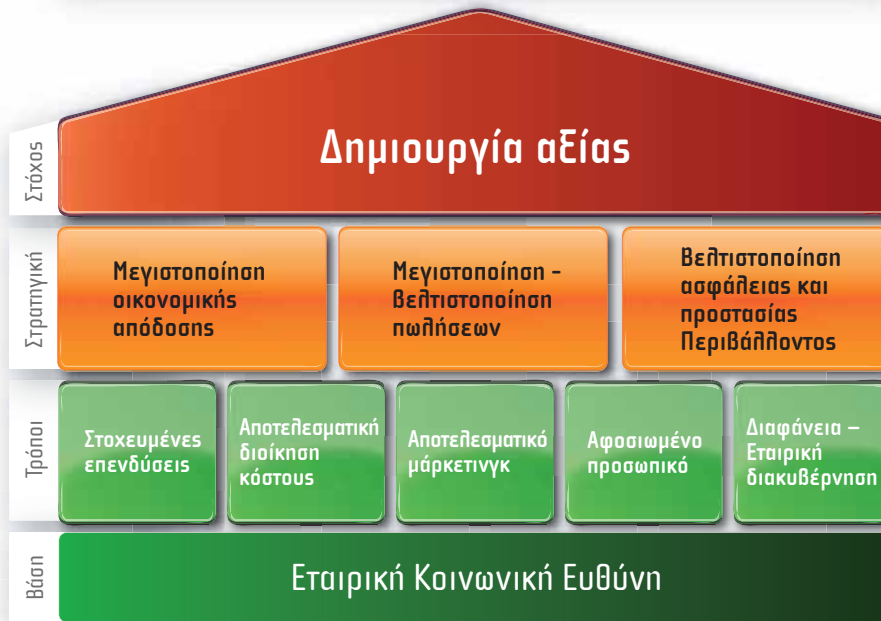 Στόχος
Δημιουργία αξίας
Στρατηγική
Μεγιστοποίηση
οικονομικής
απόδοσης
Μεγιστοποίηση -
βελτιστοποίηση
πωλήσεων
Βελτιστοποίηση
ασφάλειας και
προστασίας
Περιβάλλοντος
Τρόποι
Στοχευμένες
επενδύσεις
Αποτελεσματική
διοίκηση
κόστους
Αποτελεσματικό
μάρκετινγκ
Αφοσιωμένο
προσωπικό
Διαφάνεια –
Εταιρική
διακυβέρνηση
Βάση
Εταιρική Κοινωνική Ευθύνη